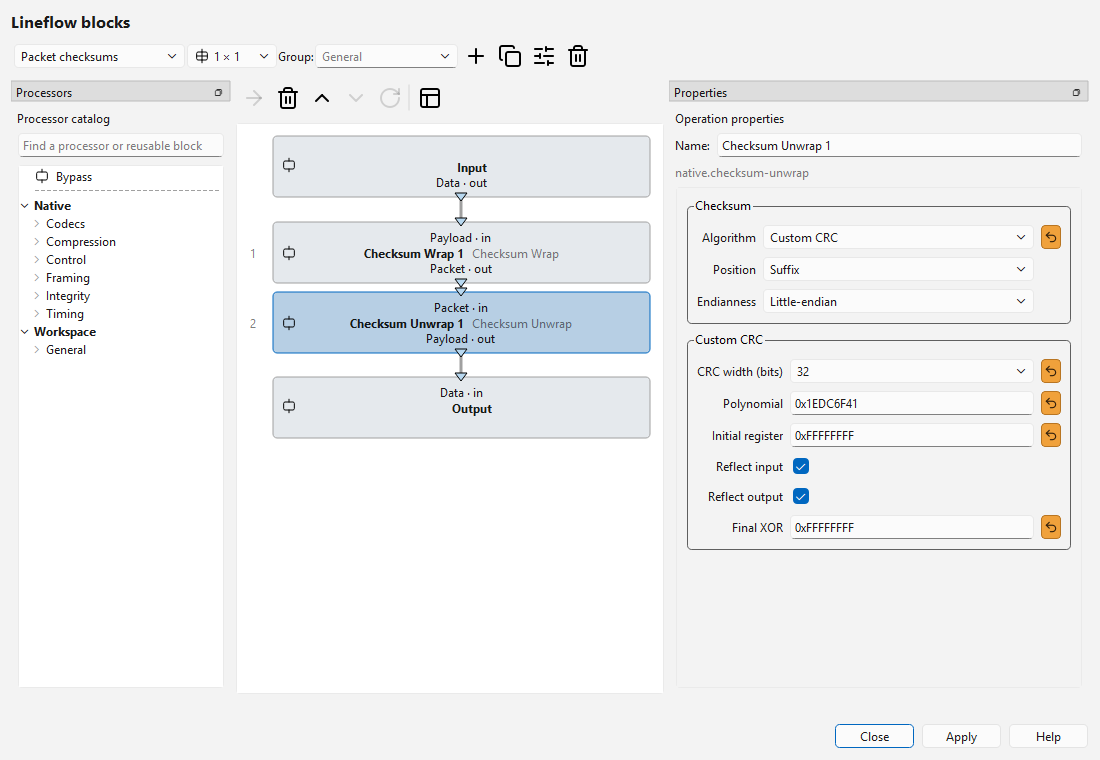 Lineflow blocks
Packet checksums
1 × 1
Group:
General
Processors
Processor catalog
Find a processor or reusable block
Bypass
Native
Codecs
Compression
Control
Framing
Integrity
Timing
Workspace
General
Input
Data · out
1
Payload · in
Checksum Wrap 1 Checksum Wrap
Packet · out
2
Packet · in
Checksum Unwrap 1 Checksum Unwrap
Payload · out
Data · in
Output
Properties
Operation properties
Name: Checksum Unwrap 1
native.checksum-unwrap
Checksum
Algorithm Custom CRC
Position Suffix
Endianness Little-endian
Custom CRC
CRC width (bits) 32
Polynomial 0x1EDC6F41
Initial register 0xFFFFFFFF
Reflect input
Reflect output
Final XOR 0xFFFFFFFF
Close
Apply
Help